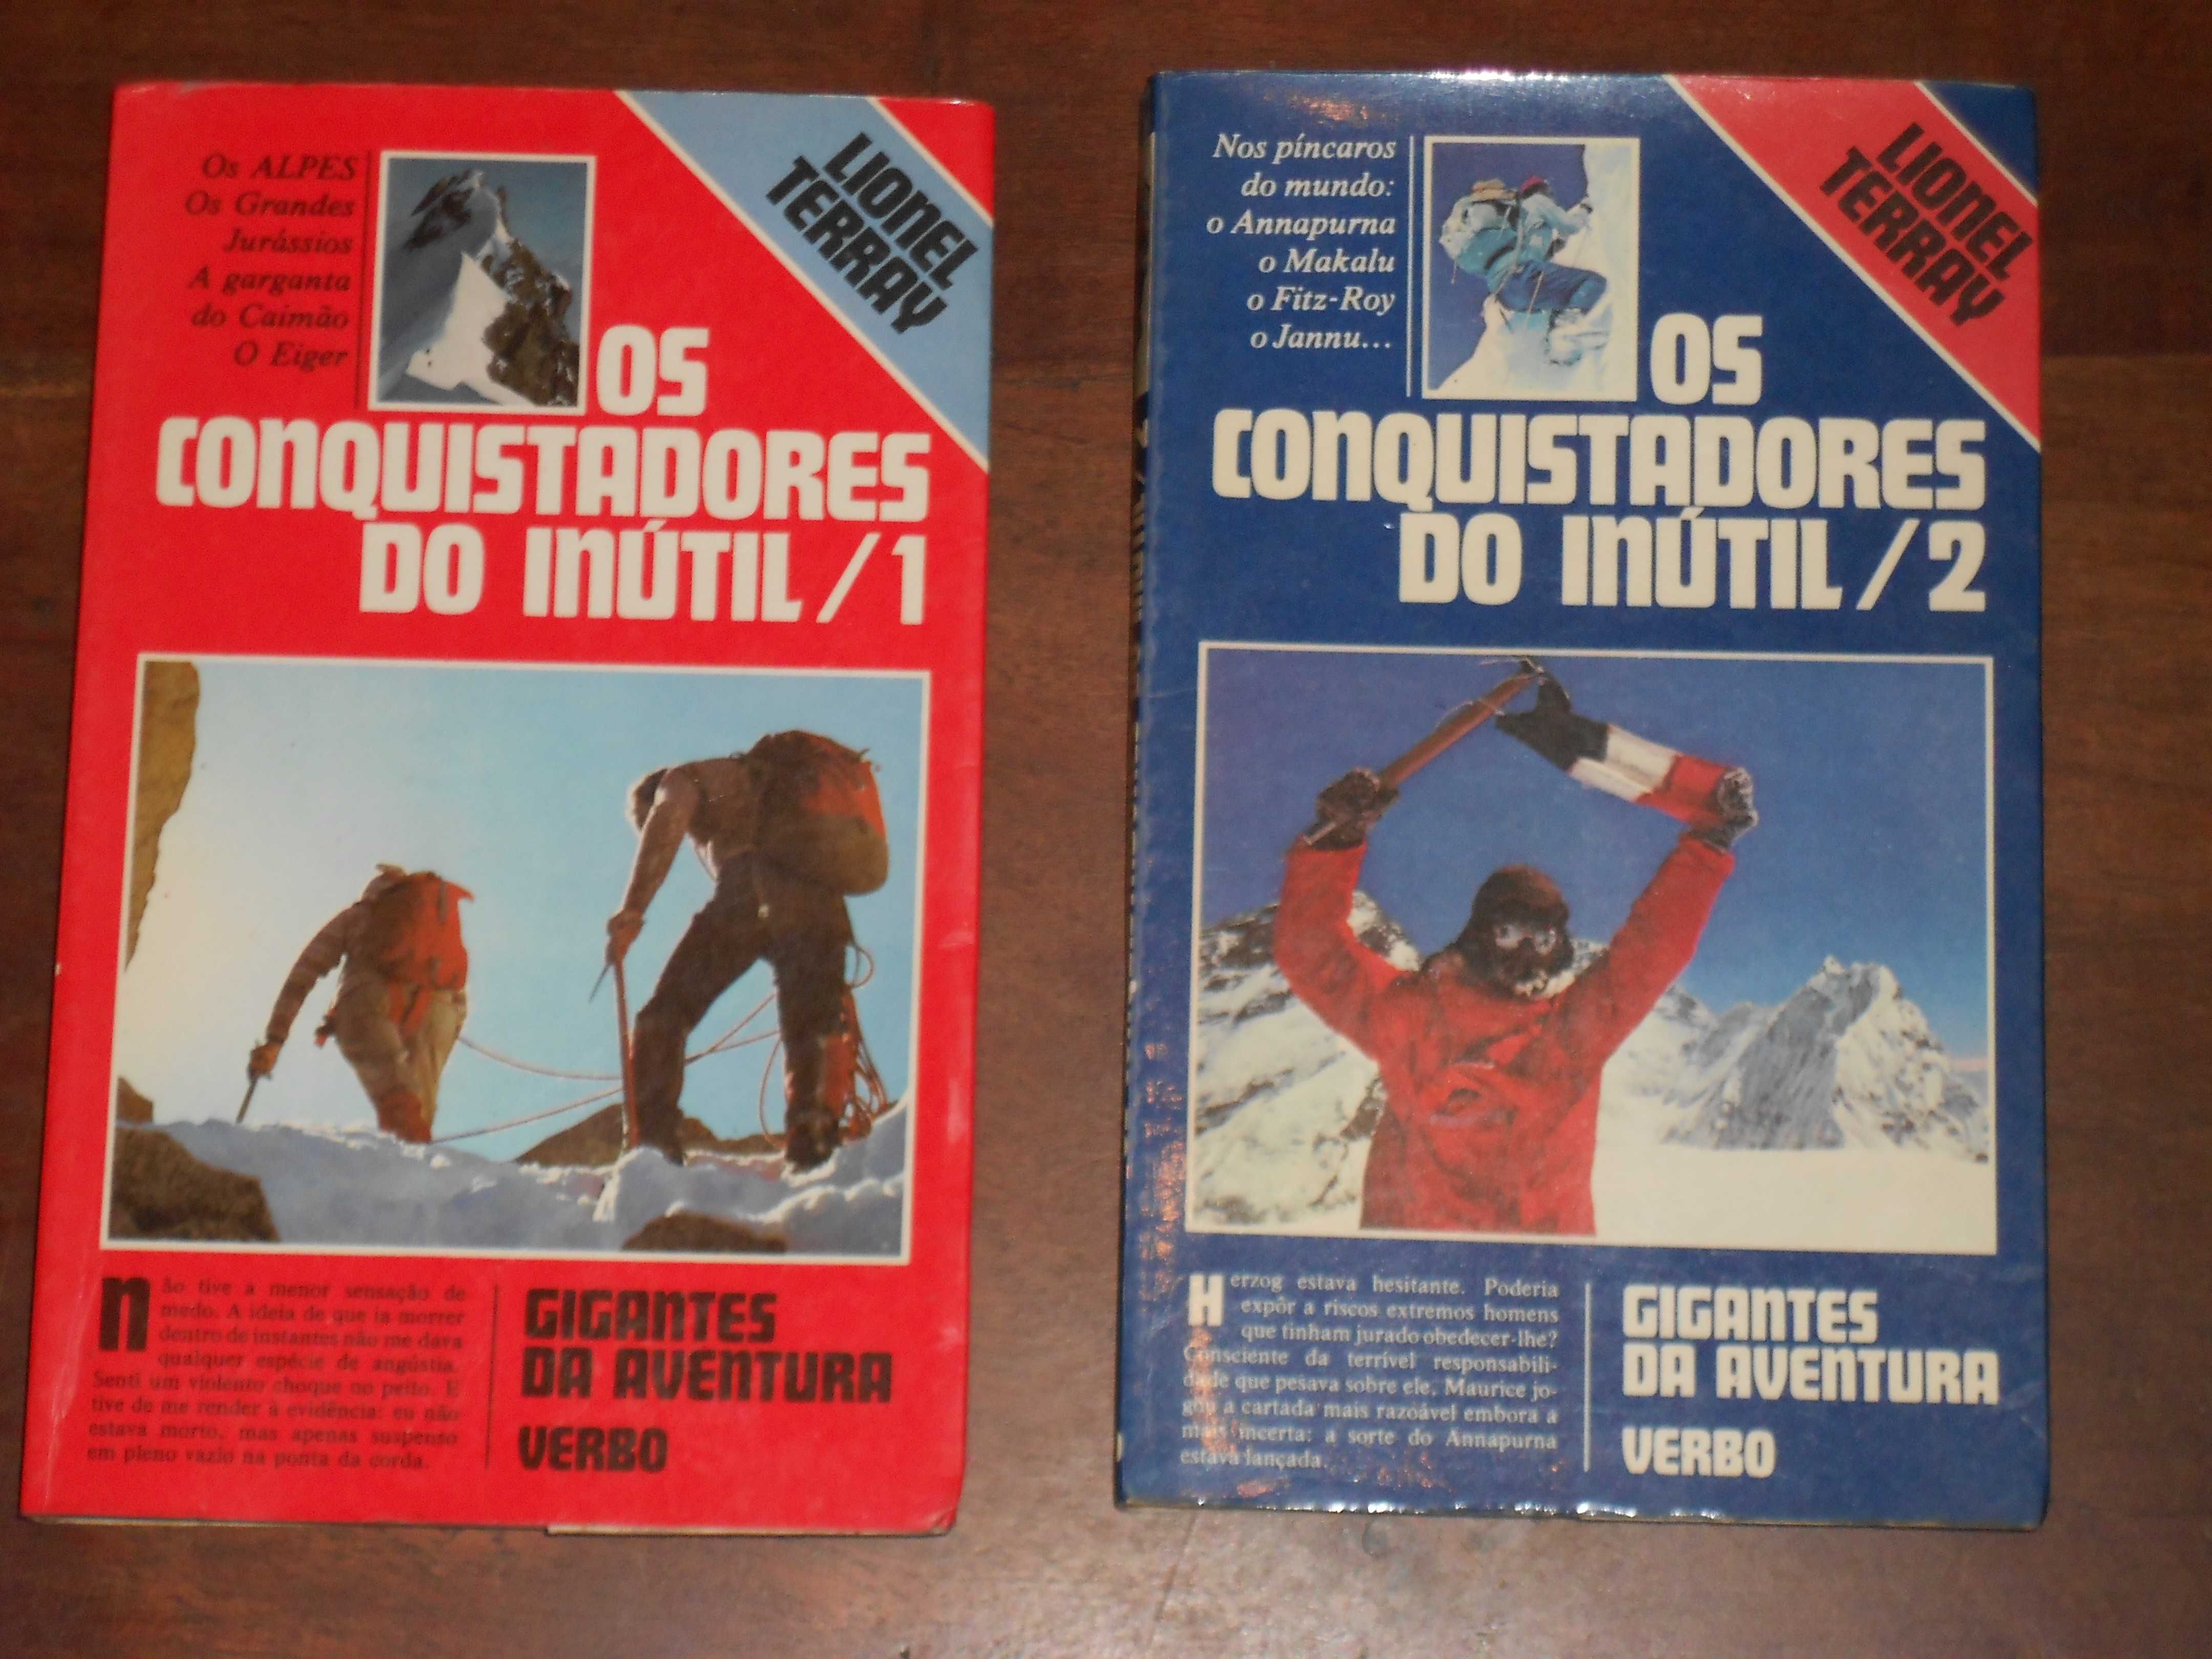 Os ALPES
Os Grandes
Jurássios
A garganta
do Caimão
O Eiger
LIONEL
TERRAY
OS
CONQUISTADORES
DO INÚTIL/1
Não tive a menor sensação de
medo. A ideia de que ia morrer
dentro de instantes não me dava
qualquer espécie de angústia.
Senti um violento choque no peito. E
tive de me render à evidência: eu não
estava morto, mas apenas suspenso
em pleno vazio na ponta da corda.
GIGANTES
DA AVENTURA
VERBO
Nos píncaros
do mundo:
o Annapurna
o Makalu
o Fitz-Roy
o Jannu...
LIONEL
TERRAY
OS
CONQUISTADORES
DO INÚTIL/2
Herzog estava hesitante. Poderia
expôr a riscos extremos homens
que tinham jurado obedecer-lhe?
Consciente da terrível responsabili-
dade que pesava sobre ele, Maurice jo-
gou a cartada mais razoável embora a
mais incerta: a sorte do Annapurna
estava lançada.
GIGANTES
DA AVENTURA
VERBO